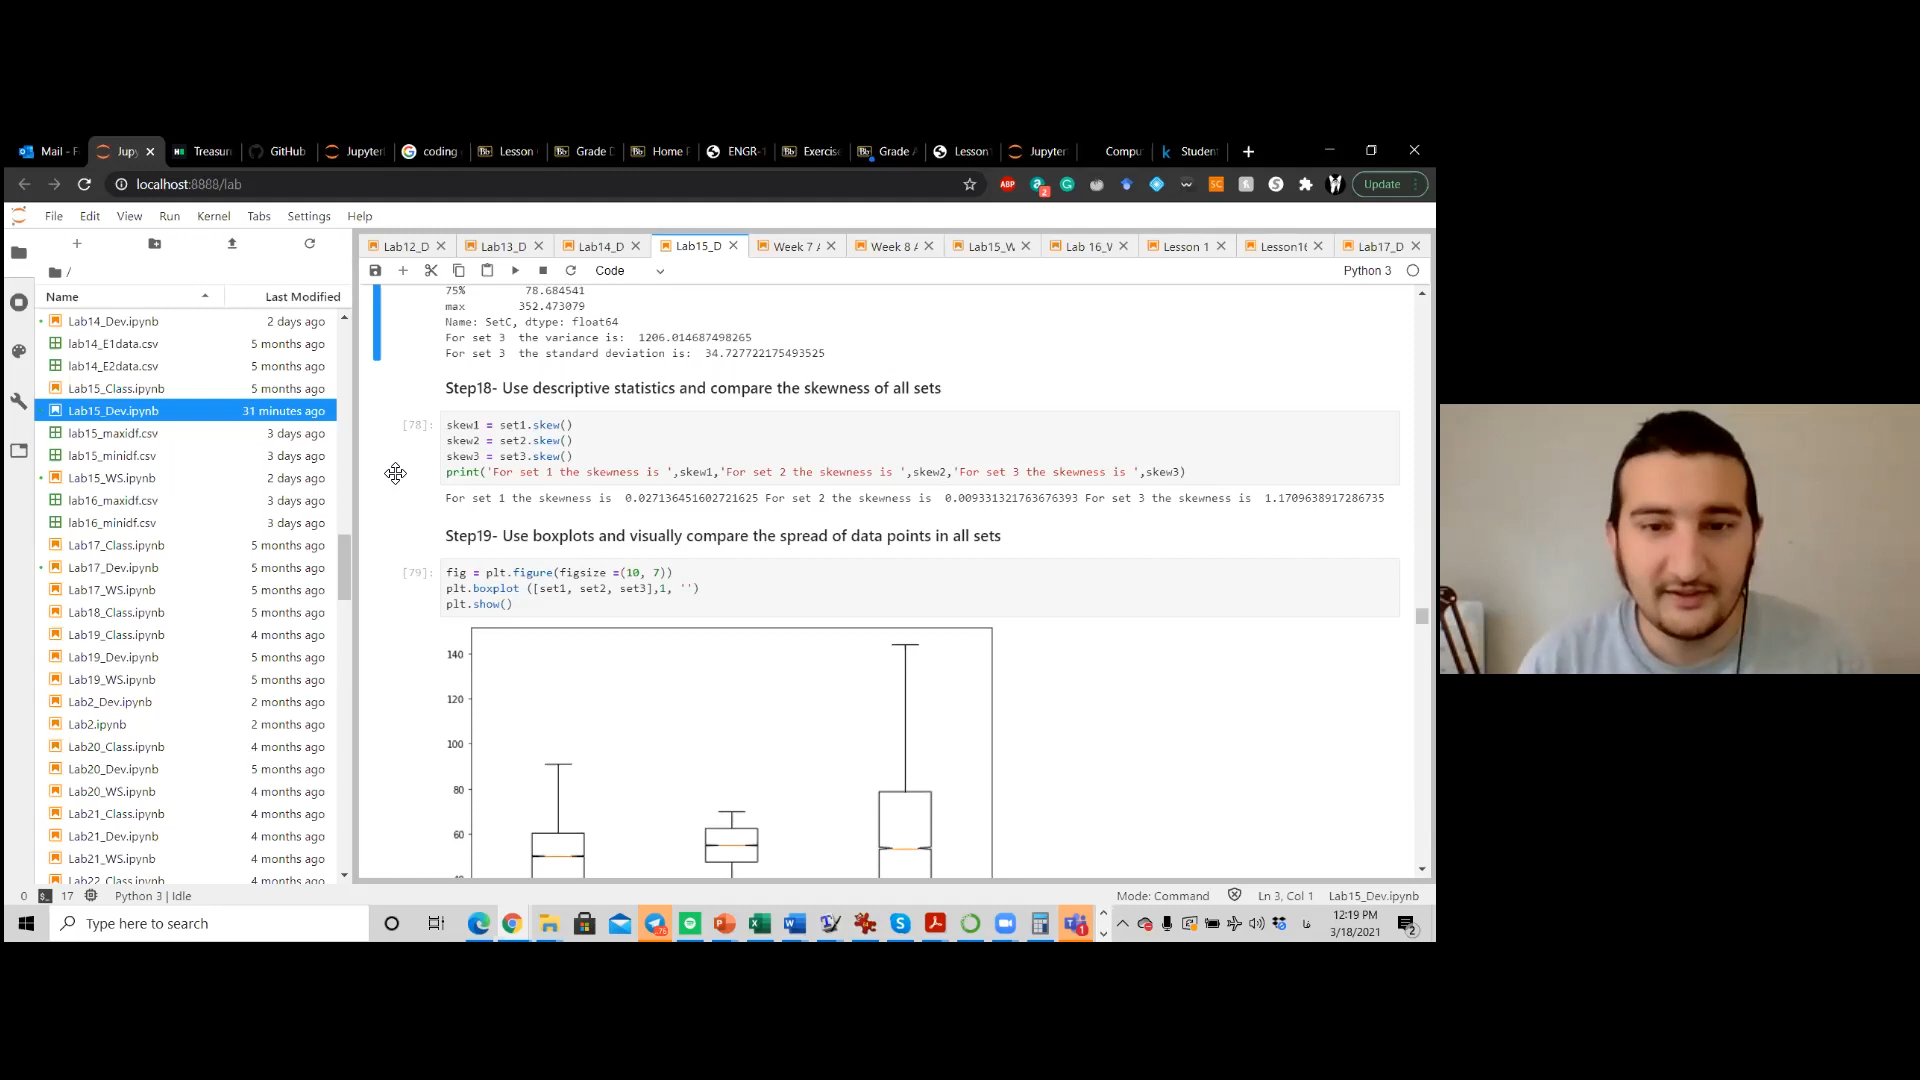 Mail - F
Jupy
Treasur
GitHub
Jupyter
coding
Lesson
Grade D
Home P
ENGR-1
Exercise
Grade A
Lesson
Jupyter
Compu
Student
localhost:8888/lab
Update
File Edit View Run Kernel Tabs Settings Help
Lab12_D
Lab13_D
Lab14_D
Lab15_D
Week 7 A
Week 8 A
Lab15_W
Lab 16_V
Lesson 1
Lesson16
Lab17_D
Code
Python 3
/
Name Last Modified
Lab14_Dev.ipynb 2 days ago
lab14_E1data.csv 5 months ago
lab14_E2data.csv 5 months ago
Lab15_Class.ipynb 5 months ago
Lab15_Dev.ipynb 31 minutes ago
lab15_maxidf.csv 3 days ago
lab15_minidf.csv 3 days ago
Lab15_WS.ipynb 2 days ago
lab16_maxidf.csv 3 days ago
lab16_minidf.csv 3 days ago
Lab17_Class.ipynb 5 months ago
Lab17_Dev.ipynb 5 months ago
Lab17_WS.ipynb 5 months ago
Lab18_Class.ipynb 5 months ago
Lab19_Class.ipynb 4 months ago
Lab19_Dev.ipynb 5 months ago
Lab19_WS.ipynb 5 months ago
Lab2_Dev.ipynb 2 months ago
Lab2.ipynb 2 months ago
Lab20_Class.ipynb 4 months ago
Lab20_Dev.ipynb 5 months ago
Lab20_WS.ipynb 4 months ago
Lab21_Class.ipynb 4 months ago
Lab21_Dev.ipynb 4 months ago
Lab21_WS.ipynb 4 months ago
Lab22_Class.ipynb 4 months ago
75% 78.684541
max 352.473079
Name: SetC, dtype: float64
For set 3 the variance is: 1206.014687498265
For set 3 the standard deviation is: 34.727722175493525
Step18- Use descriptive statistics and compare the skewness of all sets
[78]: skew1 = set1.skew()
skew2 = set2.skew()
skew3 = set3.skew()
print('For set 1 the skewness is ',skew1,'For set 2 the skewness is ',skew2,'For set 3 the skewness is ',skew3)
For set 1 the skewness is 0.027136451602721625 For set 2 the skewness is 0.009331321763676393 For set 3 the skewness is 1.1709638917286735
Step19- Use boxplots and visually compare the spread of data points in all sets
[79]: fig = plt.figure(figsize =(10, 7))
plt.boxplot ([set1, set2, set3],1, '')
plt.show()
140
120
100
80
60
0 17 Python 3 | Idle
Mode: Command Ln 3, Col 1 Lab15_Dev.ipynb
Type here to search
12:19 PM
3/18/2021